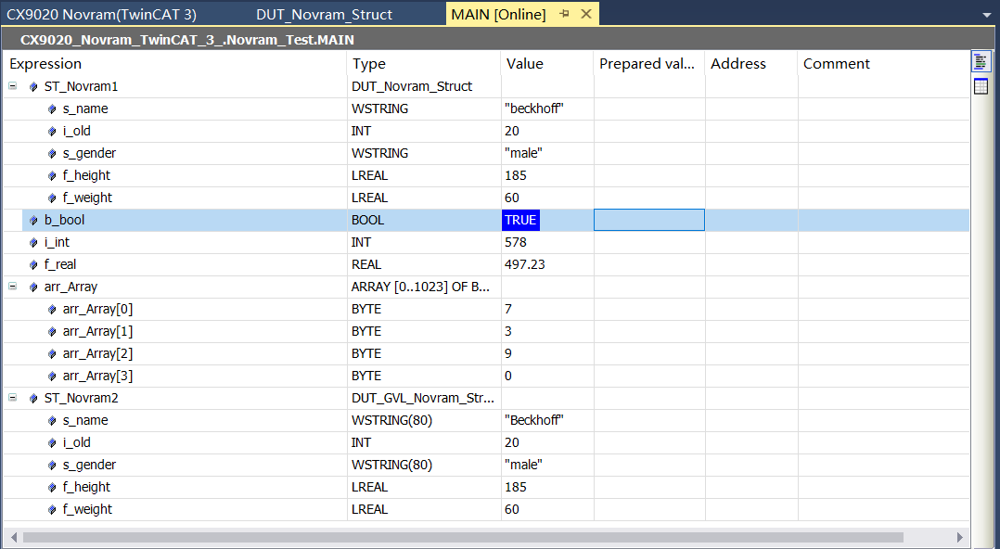 CX9020 Novram(TwinCAT 3) DUT_Novram_Struct MAIN [Online]
CX9020_Novram_TwinCAT_3_.Novram_Test.MAIN
Expression Type Value Prepared val... Address Comment
ST_Novram1 DUT_Novram_Struct
s_name WSTRING "beckhoff"
i_old INT 20
s_gender WSTRING "male"
f_height LREAL 185
f_weight LREAL 60
b_bool BOOL TRUE
i_int INT 578
f_real REAL 497.23
arr_Array ARRAY [0..1023] OF B...
arr_Array[0] BYTE 7
arr_Array[1] BYTE 3
arr_Array[2] BYTE 9
arr_Array[3] BYTE 0
ST_Novram2 DUT_GVL_Novram_Str...
s_name WSTRING(80) "Beckhoff"
i_old INT 20
s_gender WSTRING(80) "male"
f_height LREAL 185
f_weight LREAL 60